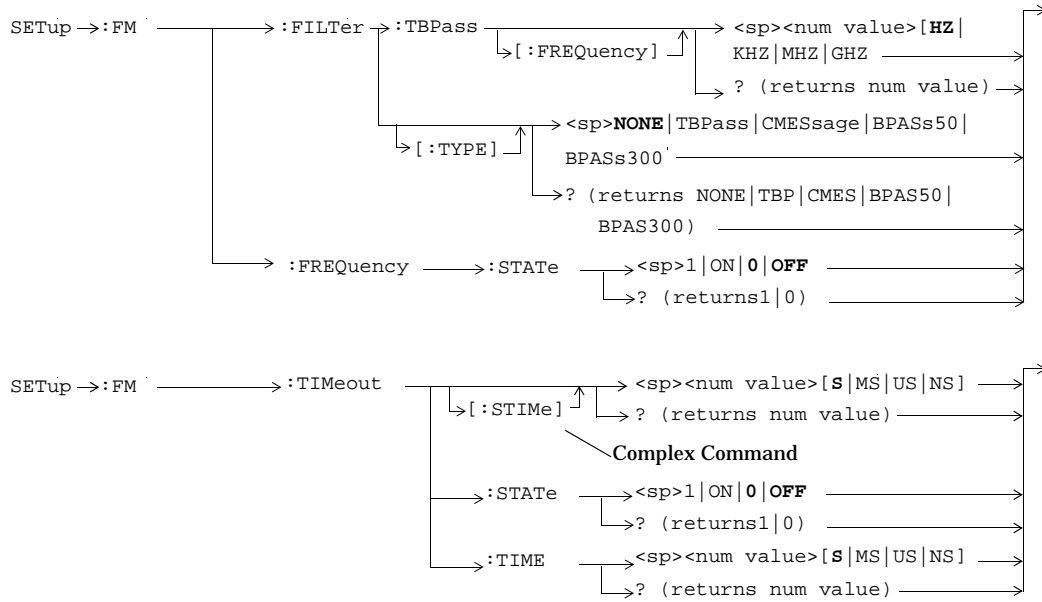 SETup :FM :FILTer :TBPass <sp><num value>[HZ|
[:FREQuency] KHZ|MHZ|GHZ
? (returns num value)
<sp>NONE|TBPass|CMESsage|BPASs50|
[:TYPE] BPASs300
? (returns NONE|TBP|CMES|BPAS50|
BPAS300)
:FREQuency :STATe <sp>1|ON|0|OFF
? (returns1|0)
SETup :FM :TIMeout <sp><num value>[S|MS|US|NS]
[:STIMe] ? (returns num value)
Complex Command
:STATe <sp>1|ON|0|OFF
? (returns1|0)
:TIME <sp><num value>[S|MS|US|NS]
? (returns num value)